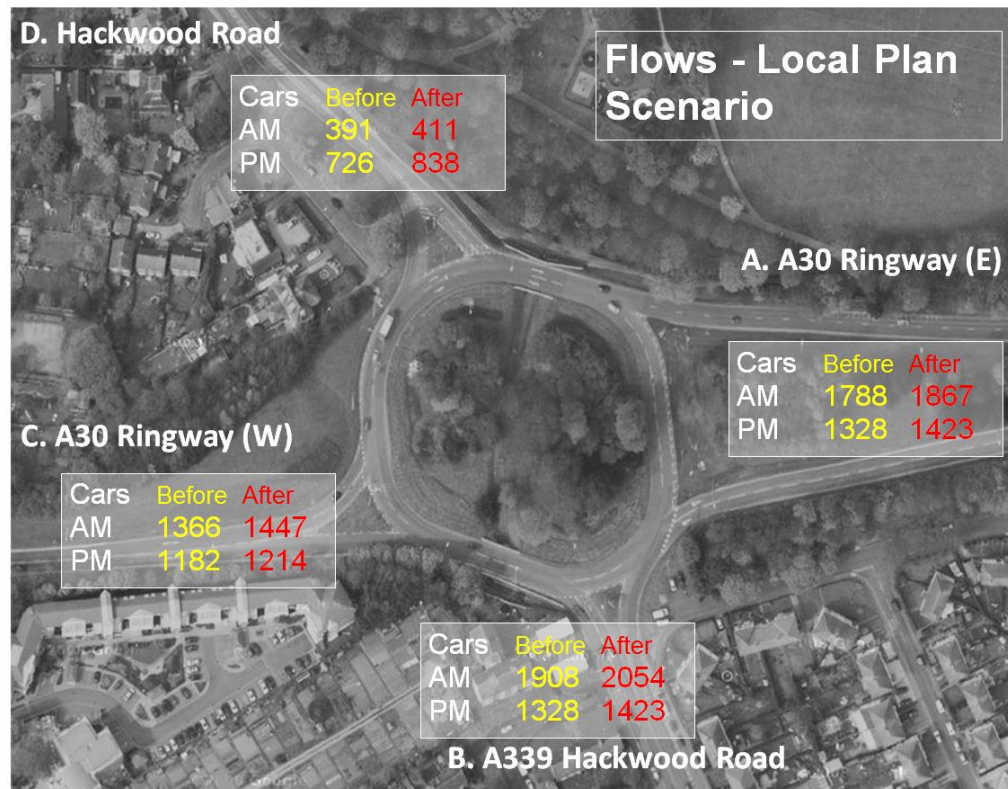 D. Hackwood Road
Flows - Local Plan
Scenario
Cars Before After
AM 391 411
PM 726 838
A. A30 Ringway (E)
Cars Before After
AM 1788 1867
PM 1328 1423
C. A30 Ringway (W)
Cars Before After
AM 1366 1447
PM 1182 1214
Cars Before After
AM 1908 2054
PM 1328 1423
B. A339 Hackwood Road